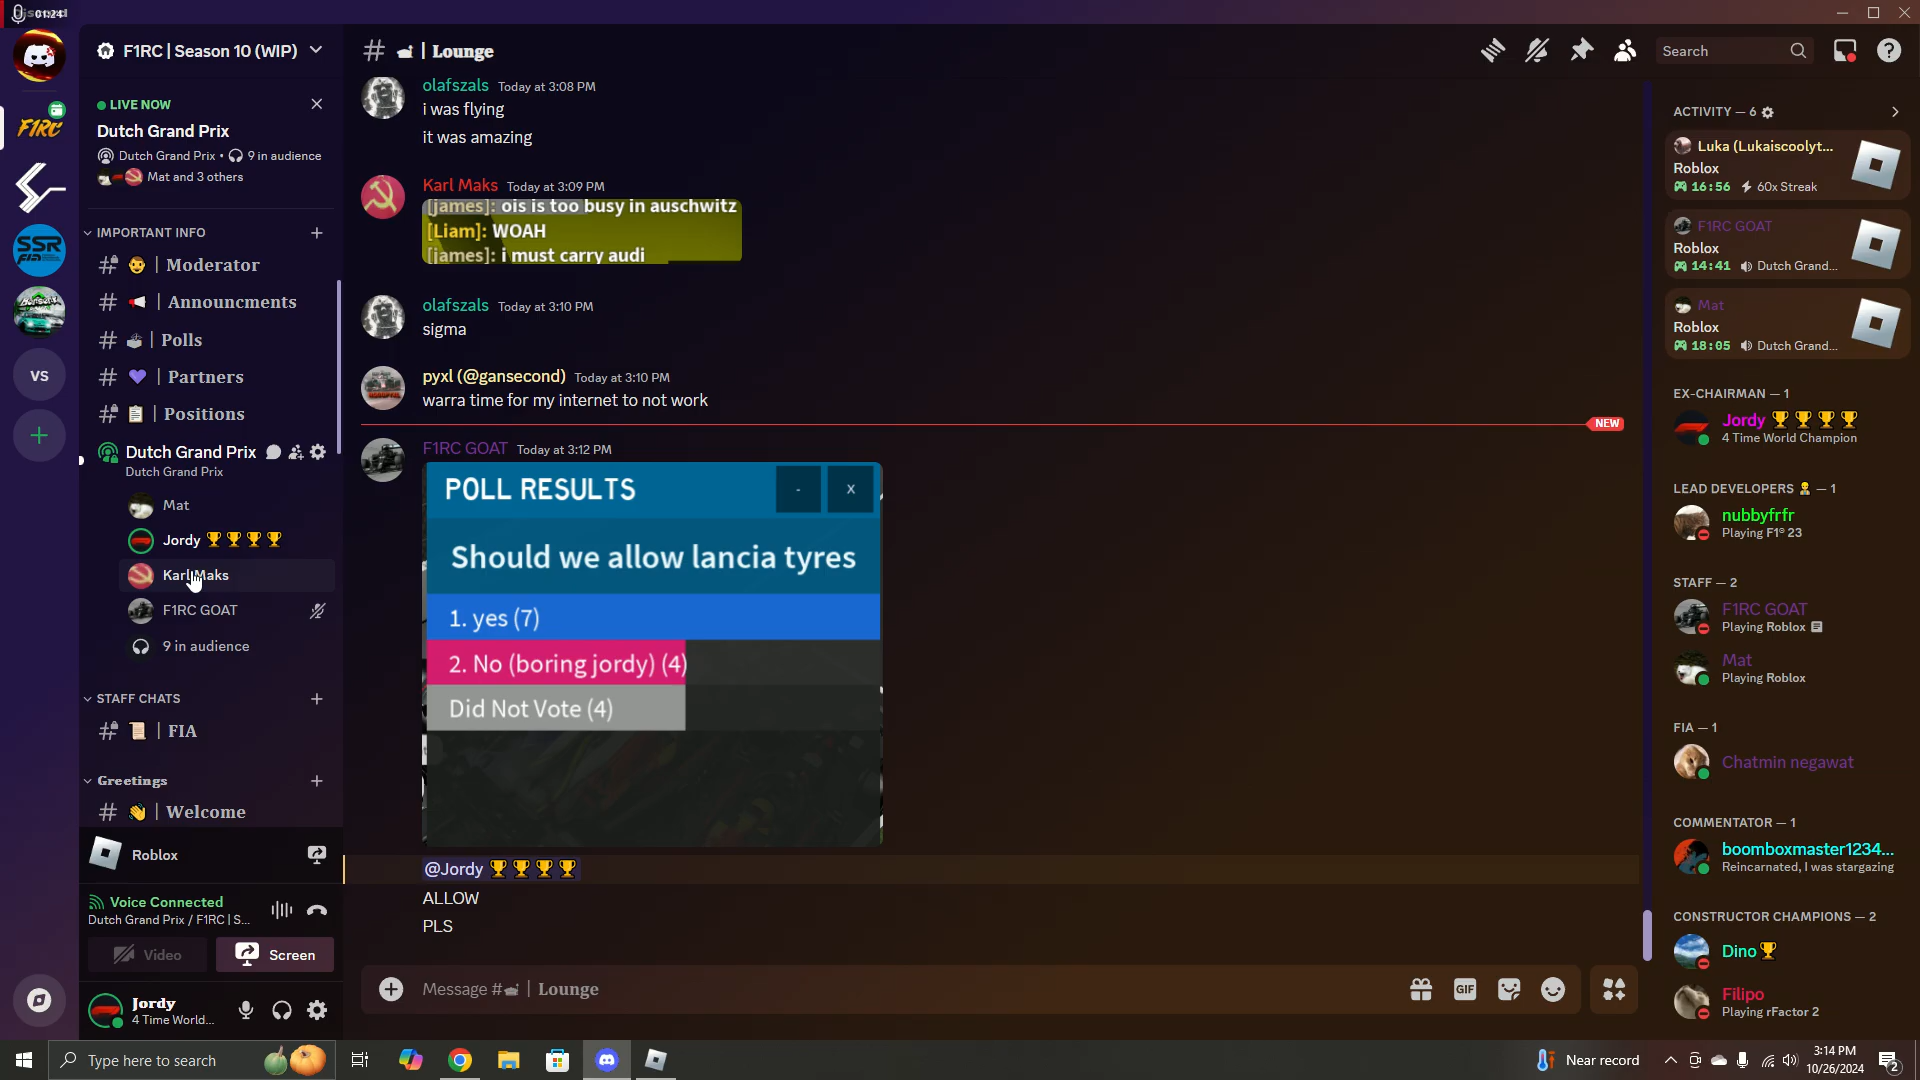 01:24
F1RC | Season 10 (WIP)
LIVE NOW
Dutch Grand Prix
Dutch Grand Prix • 9 in audience
Mat and 3 others
IMPORTANT INFO
| Moderator
| Announcments
| Polls
| Partners
| Positions
Dutch Grand Prix
Dutch Grand Prix
Mat
Jordy 🏆🏆🏆🏆
Karl Maks
F1RC GOAT
9 in audience
STAFF CHATS
| FIA
Greetings
| Welcome
Roblox
Voice Connected
Dutch Grand Prix / F1RC | S...
Video
Screen
Jordy
4 Time World...
F1RC
SSR
FIA
VS
# | Lounge
Search
olafszals Today at 3:08 PM
i was flying
it was amazing
Karl Maks Today at 3:09 PM
[james]: ois is too busy in auschwitz
[Liam]: WOAH
[james]: i must carry audi
olafszals Today at 3:10 PM
sigma
pyxl (@gansecond) Today at 3:10 PM
warra time for my internet to not work
NEW
F1RC GOAT Today at 3:12 PM
POLL RESULTS - X
Should we allow lancia tyres
1. yes (7)
2. No (boring jordy) (4)
Did Not Vote (4)
@Jordy 🏆🏆🏆🏆
ALLOW
PLS
Message # | Lounge
GIF
ACTIVITY — 6
Luka (Lukaiscoolyt...
Roblox
16:56 60x Streak
F1RC GOAT
Roblox
14:41 Dutch Grand...
Mat
Roblox
18:05 Dutch Grand...
EX-CHAIRMAN — 1
Jordy 🏆🏆🏆🏆
4 Time World Champion
LEAD DEVELOPERS — 1
nubbyfrfr
Playing F1® 23
STAFF — 2
F1RC GOAT
Playing Roblox
Mat
Playing Roblox
FIA — 1
Chatmin negawat
COMMENTATOR — 1
boomboxmaster1234...
Reincarnated, I was stargazing
CONSTRUCTOR CHAMPIONS — 2
Dino🏆
Filipo
Playing rFactor 2
Type here to search
Near record
3:14 PM
10/26/2024
2